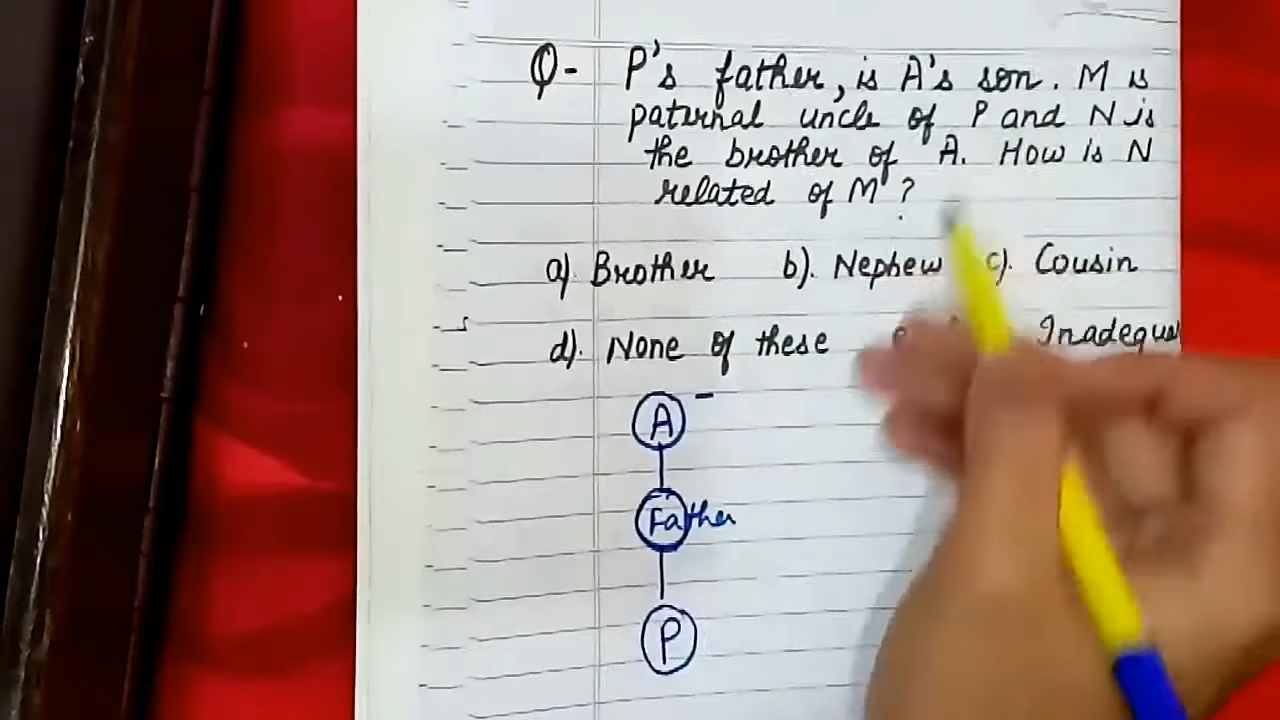 Q- P's father, is A's son. M is
paternal uncle of P and N is
the brother of A. How is N
related of M ?
a). Brother b). Nephew c). Cousin
d). None of these Inadequa
A -
Father
P